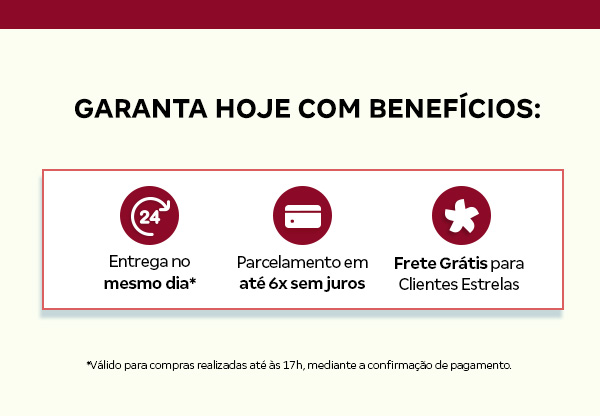 GARANTA HOJE COM BENEFÍCIOS:
24
Entrega no
mesmo dia*
Parcelamento em
até 6x sem juros
Frete Grátis para
Clientes Estrelas
*Válido para compras realizadas até às 17h, mediante a confirmação de pagamento.